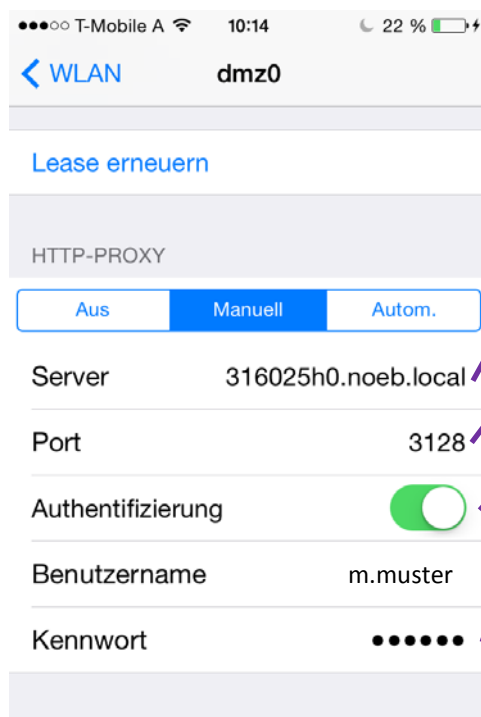 T-Mobile A 10:14 22 %
WLAN dmz0
Lease erneuern
HTTP-PROXY
Aus Manuell Autom.
Server 316025h0.noeb.local
Port 3128
Authentifizierung
Benutzername m.muster
Kennwort ••••••